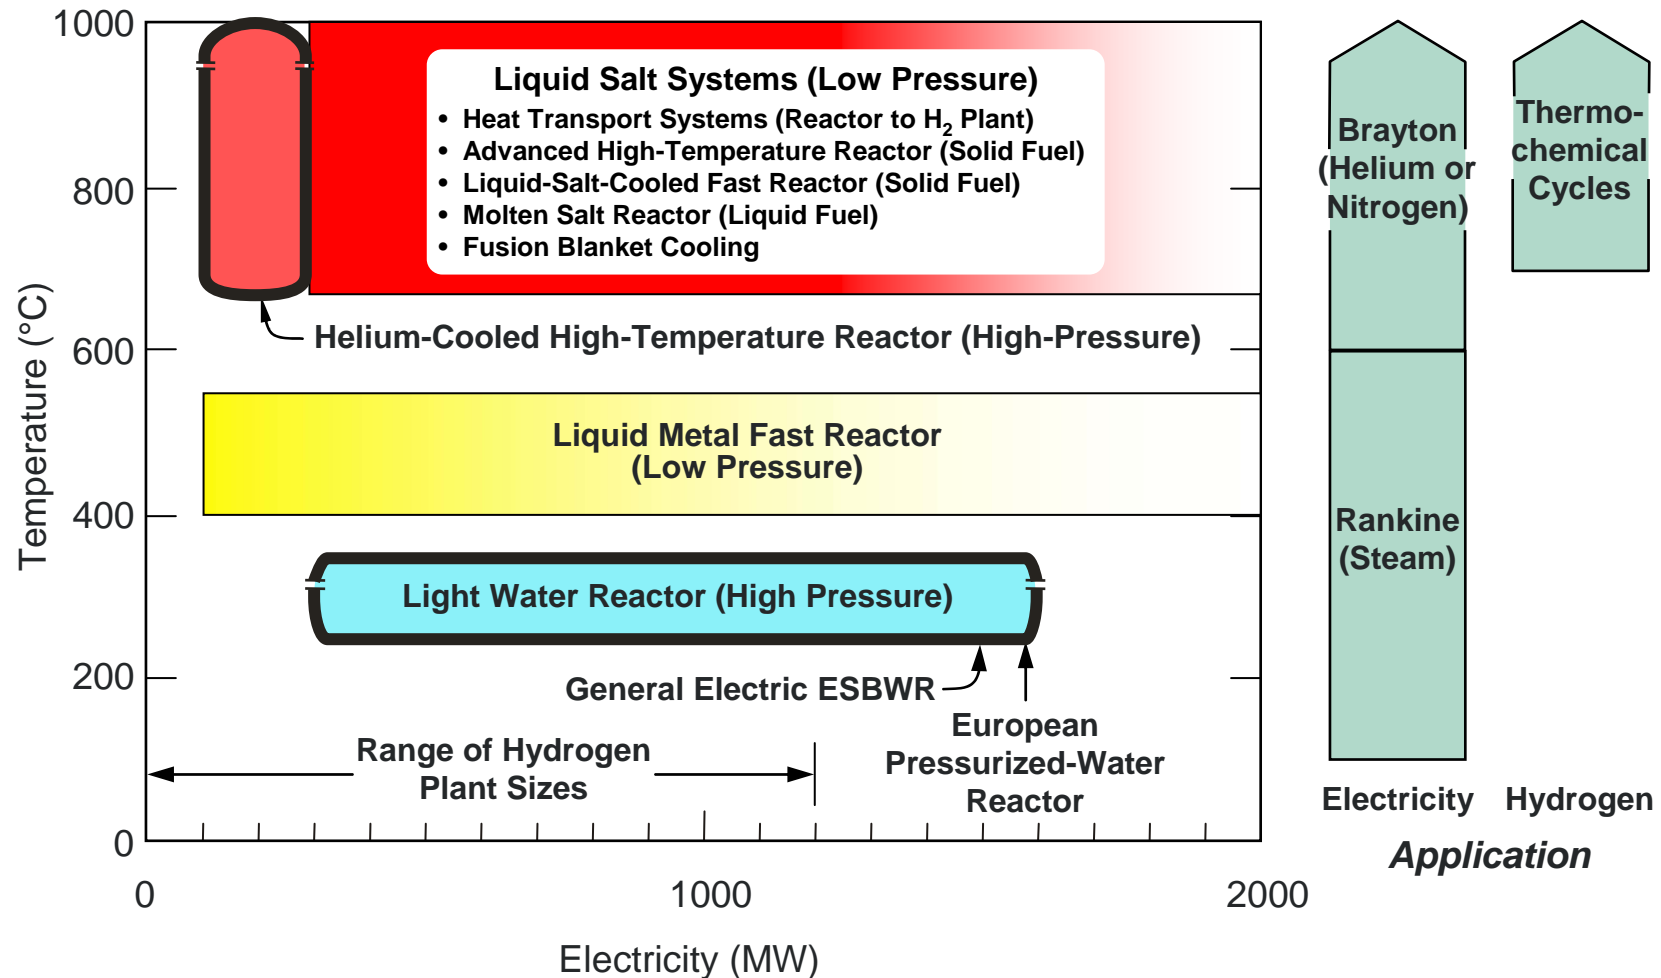 1000
800
600
400
200
0
Temperature (°C)
Liquid Salt Systems (Low Pressure)
• Heat Transport Systems (Reactor to H₂ Plant)
• Advanced High-Temperature Reactor (Solid Fuel)
• Liquid-Salt-Cooled Fast Reactor (Solid Fuel)
• Molten Salt Reactor (Liquid Fuel)
• Fusion Blanket Cooling
Helium-Cooled High-Temperature Reactor (High-Pressure)
Liquid Metal Fast Reactor
(Low Pressure)
Light Water Reactor (High Pressure)
General Electric ESBWR
European
Pressurized-Water
Reactor
Range of Hydrogen
Plant Sizes
0
1000
2000
Electricity (MW)
Brayton
(Helium or
Nitrogen)
Rankine
(Steam)
Electricity
Thermo-
chemical
Cycles
Hydrogen
Application